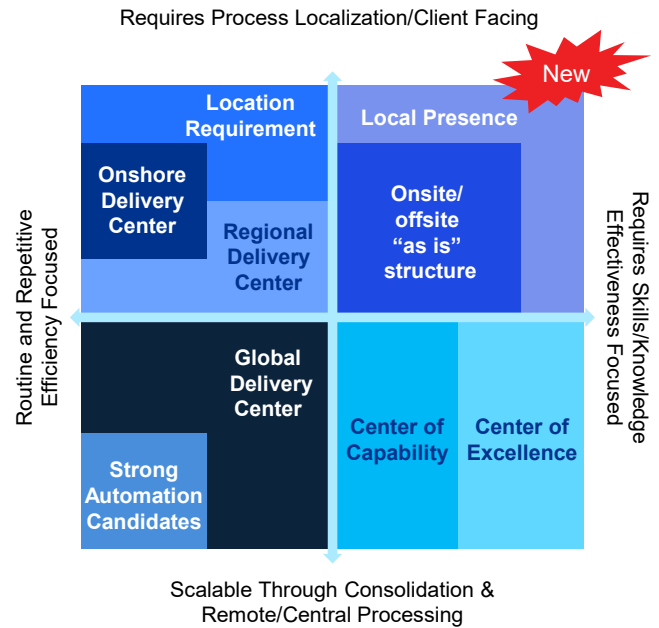 Requires Process Localization/Client Facing
New
Location
Requirement
Local Presence
Onshore
Delivery
Center
Onsite/
offsite
“as is”
structure
Regional
Delivery
Center
Routine and Repetitive
Efficiency Focused
Requires Skills/Knowledge
Effectiveness Focused
Global
Delivery
Center
Center of
Capability
Center of
Excellence
Strong
Automation
Candidates
Scalable Through Consolidation &
Remote/Central Processing